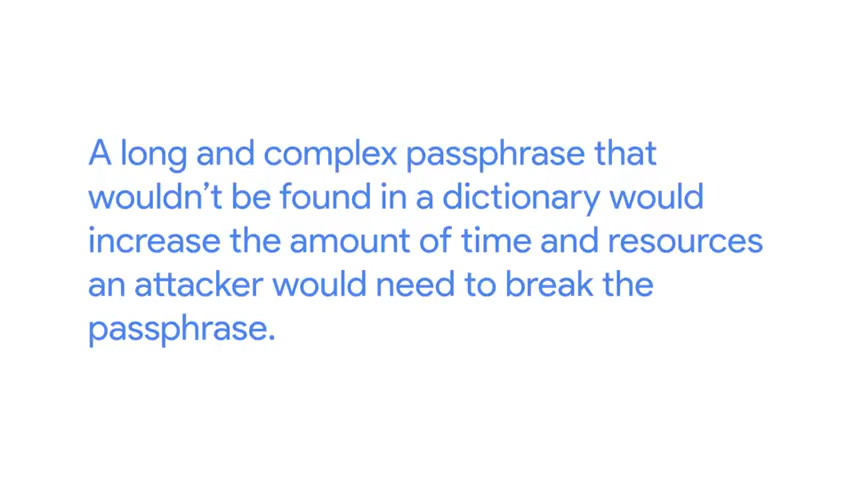 A long and complex passphrase that
wouldn’t be found in a dictionary would
increase the amount of time and resources
an attacker would need to break the
passphrase.